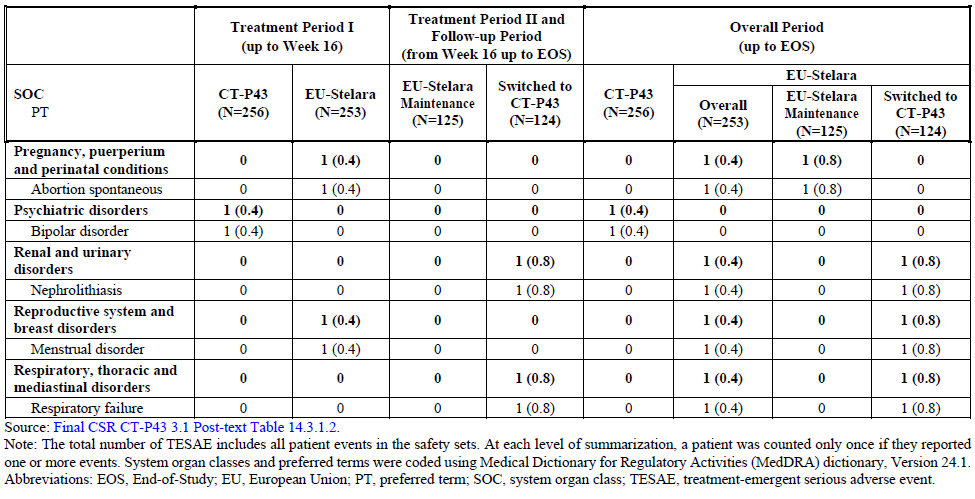 Treatment Period I
(up to Week 16)
Treatment Period II and
Follow-up Period
(from Week 16 up to EOS)
Overall Period
(up to EOS)
SOC
PT
CT-P43
(N=256)
EU-Stelara
(N=253)
EU-Stelara
Maintenance
(N=125)
Switched to
CT-P43
(N=124)
CT-P43
(N=256)
EU-Stelara
Overall
(N=253)
EU-Stelara
Maintenance
(N=125)
Switched to
CT-P43
(N=124)
Pregnancy, puerperium
and perinatal conditions 0 1 (0.4) 0 0 0 1 (0.4) 1 (0.8) 0
Abortion spontaneous 0 1 (0.4) 0 0 0 1 (0.4) 1 (0.8) 0
Psychiatric disorders 1 (0.4) 0 0 0 1 (0.4) 0 0 0
Bipolar disorder 1 (0.4) 0 0 0 1 (0.4) 0 0 0
Renal and urinary
disorders 0 0 0 1 (0.8) 0 1 (0.4) 0 1 (0.8)
Nephrolithiasis 0 0 0 1 (0.8) 0 1 (0.4) 0 1 (0.8)
Reproductive system and
breast disorders 0 1 (0.4) 0 0 0 1 (0.4) 0 1 (0.8)
Menstrual disorder 0 1 (0.4) 0 0 0 1 (0.4) 0 1 (0.8)
Respiratory, thoracic and
mediastinal disorders 0 0 0 1 (0.8) 0 1 (0.4) 0 1 (0.8)
Respiratory failure 0 0 0 1 (0.8) 0 1 (0.4) 0 1 (0.8)
Source: Final CSR CT-P43 3.1 Post-text Table 14.3.1.2.
Note: The total number of TESAE includes all patient events in the safety sets. At each level of summarization, a patient was counted only once if they reported
one or more events. System organ classes and preferred terms were coded using Medical Dictionary for Regulatory Activities (MedDRA) dictionary, Version 24.1.
Abbreviations: EOS, End-of-Study; EU, European Union; PT, preferred term; SOC, system organ class; TESAE, treatment-emergent serious adverse event.